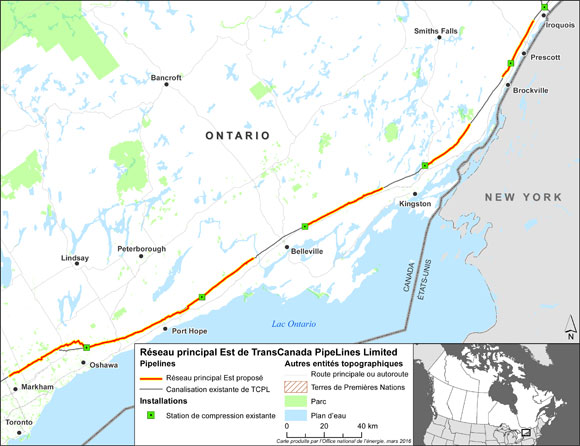 Iroquois
Smiths Falls
Prescott
Bancroft
Brockville
ONTARIO
NEW YORK
Kingston
Peterborough
Belleville
Lindsay
CANADA
ÉTATS-UNIS
Port Hope
Lac Ontario
Oshawa
Markham
Toronto
N
Réseau principal Est de TransCanada PipeLines Limited
Pipelines
Réseau principal Est proposé
Canalisation existante de TCPL
Installations
Station de compression existante
Autres entités topographiques
Route principale ou autoroute
Terres de Premières Nations
Parc
Plan d'eau
0 20 40 km
Carte produite par l'Office national de l'énergie, mars 2016